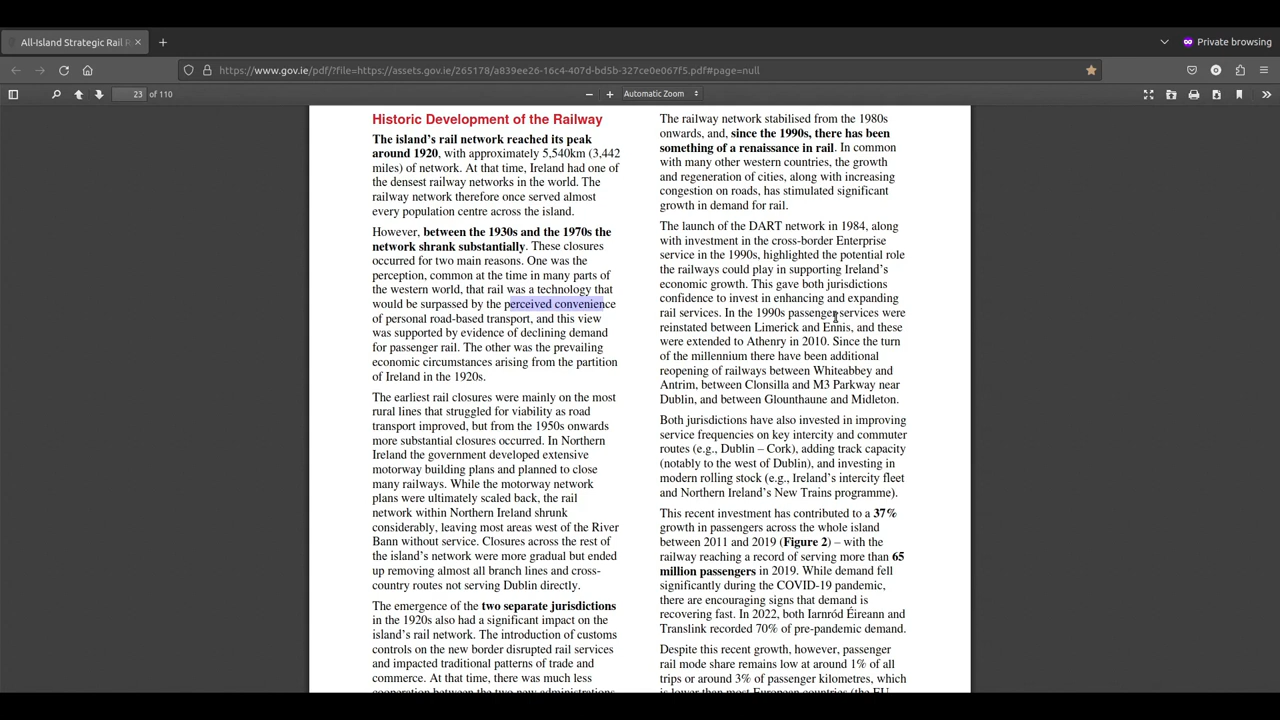 All-Island Strategic Rail R
Private browsing
https://www.gov.ie/pdf/?file=https://assets.gov.ie/265178/a839ee26-16c4-407d-bd5b-327ce0e067f5.pdf#page=null
23 of 110
Automatic Zoom
Historic Development of the Railway
The island's rail network reached its peak
around 1920, with approximately 5,540km (3,442
miles) of network. At that time, Ireland had one of
the densest railway networks in the world. The
railway network therefore once served almost
every population centre across the island.
However, between the 1930s and the 1970s the
network shrank substantially. These closures
occurred for two main reasons. One was the
perception, common at the time in many parts of
the western world, that rail was a technology that
would be surpassed by the perceived convenience
of personal road-based transport, and this view
was supported by evidence of declining demand
for passenger rail. The other was the prevailing
economic circumstances arising from the partition
of Ireland in the 1920s.
The earliest rail closures were mainly on the most
rural lines that struggled for viability as road
transport improved, but from the 1950s onwards
more substantial closures occurred. In Northern
Ireland the government developed extensive
motorway building plans and planned to close
many railways. While the motorway network
plans were ultimately scaled back, the rail
network within Northern Ireland shrunk
considerably, leaving most areas west of the River
Bann without service. Closures across the rest of
the island's network were more gradual but ended
up removing almost all branch lines and cross-
country routes not serving Dublin directly.
The emergence of the two separate jurisdictions
in the 1920s also had a significant impact on the
island's rail network. The introduction of customs
controls on the new border disrupted rail services
and impacted traditional patterns of trade and
commerce. At that time, there was much less
cooperation between the two new administrations
The railway network stabilised from the 1980s
onwards, and, since the 1990s, there has been
something of a renaissance in rail. In common
with many other western countries, the growth
and regeneration of cities, along with increasing
congestion on roads, has stimulated significant
growth in demand for rail.
The launch of the DART network in 1984, along
with investment in the cross-border Enterprise
service in the 1990s, highlighted the potential role
the railways could play in supporting Ireland's
economic growth. This gave both jurisdictions
confidence to invest in enhancing and expanding
rail services. In the 1990s passenger services were
reinstated between Limerick and Ennis, and these
were extended to Athenry in 2010. Since the turn
of the millennium there have been additional
reopening of railways between Whiteabbey and
Antrim, between Clonsilla and M3 Parkway near
Dublin, and between Glounthaune and Midleton.
Both jurisdictions have also invested in improving
service frequencies on key intercity and commuter
routes (e.g., Dublin – Cork), adding track capacity
(notably to the west of Dublin), and investing in
modern rolling stock (e.g., Ireland's intercity fleet
and Northern Ireland's New Trains programme).
This recent investment has contributed to a 37%
growth in passengers across the whole island
between 2011 and 2019 (Figure 2) – with the
railway reaching a record of serving more than 65
million passengers in 2019. While demand fell
significantly during the COVID-19 pandemic,
there are encouraging signs that demand is
recovering fast. In 2022, both Iarnród Éireann and
Translink recorded 70% of pre-pandemic demand.
Despite this recent growth, however, passenger
rail mode share remains low at around 1% of all
trips or around 3% of passenger kilometres, which
is lower than most European countries (the EU